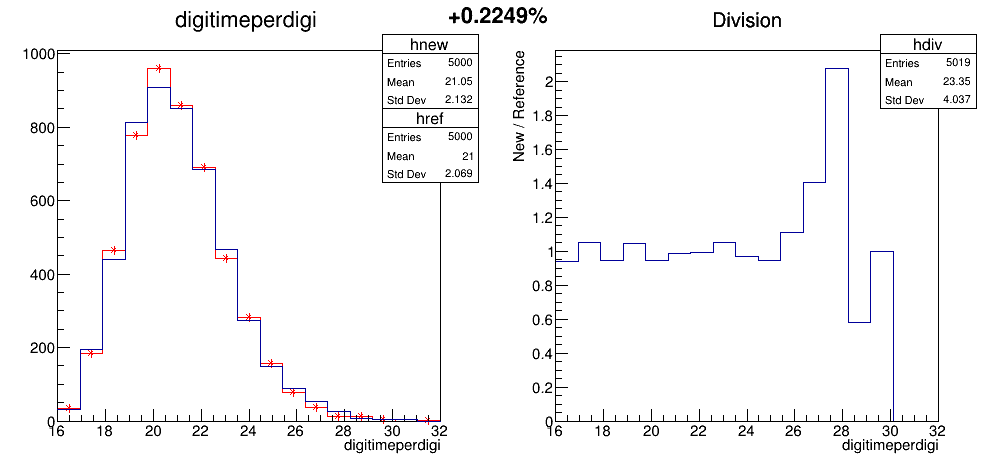 digitimeperdigi
+0.2249%
Division
hnew
Entries 5000
Mean 21.05
Std Dev 2.132
href
Entries 5000
Mean 21
Std Dev 2.069
1000
800
600
400
200
0
16 18 20 22 24 26 28 30 32
digitimeperdigi
hdiv
Entries 5019
Mean 23.35
Std Dev 4.037
New / Reference
2
1.8
1.6
1.4
1.2
1
0.8
0.6
0.4
0.2
0
16 18 20 22 24 26 28 30 32
digitimeperdigi